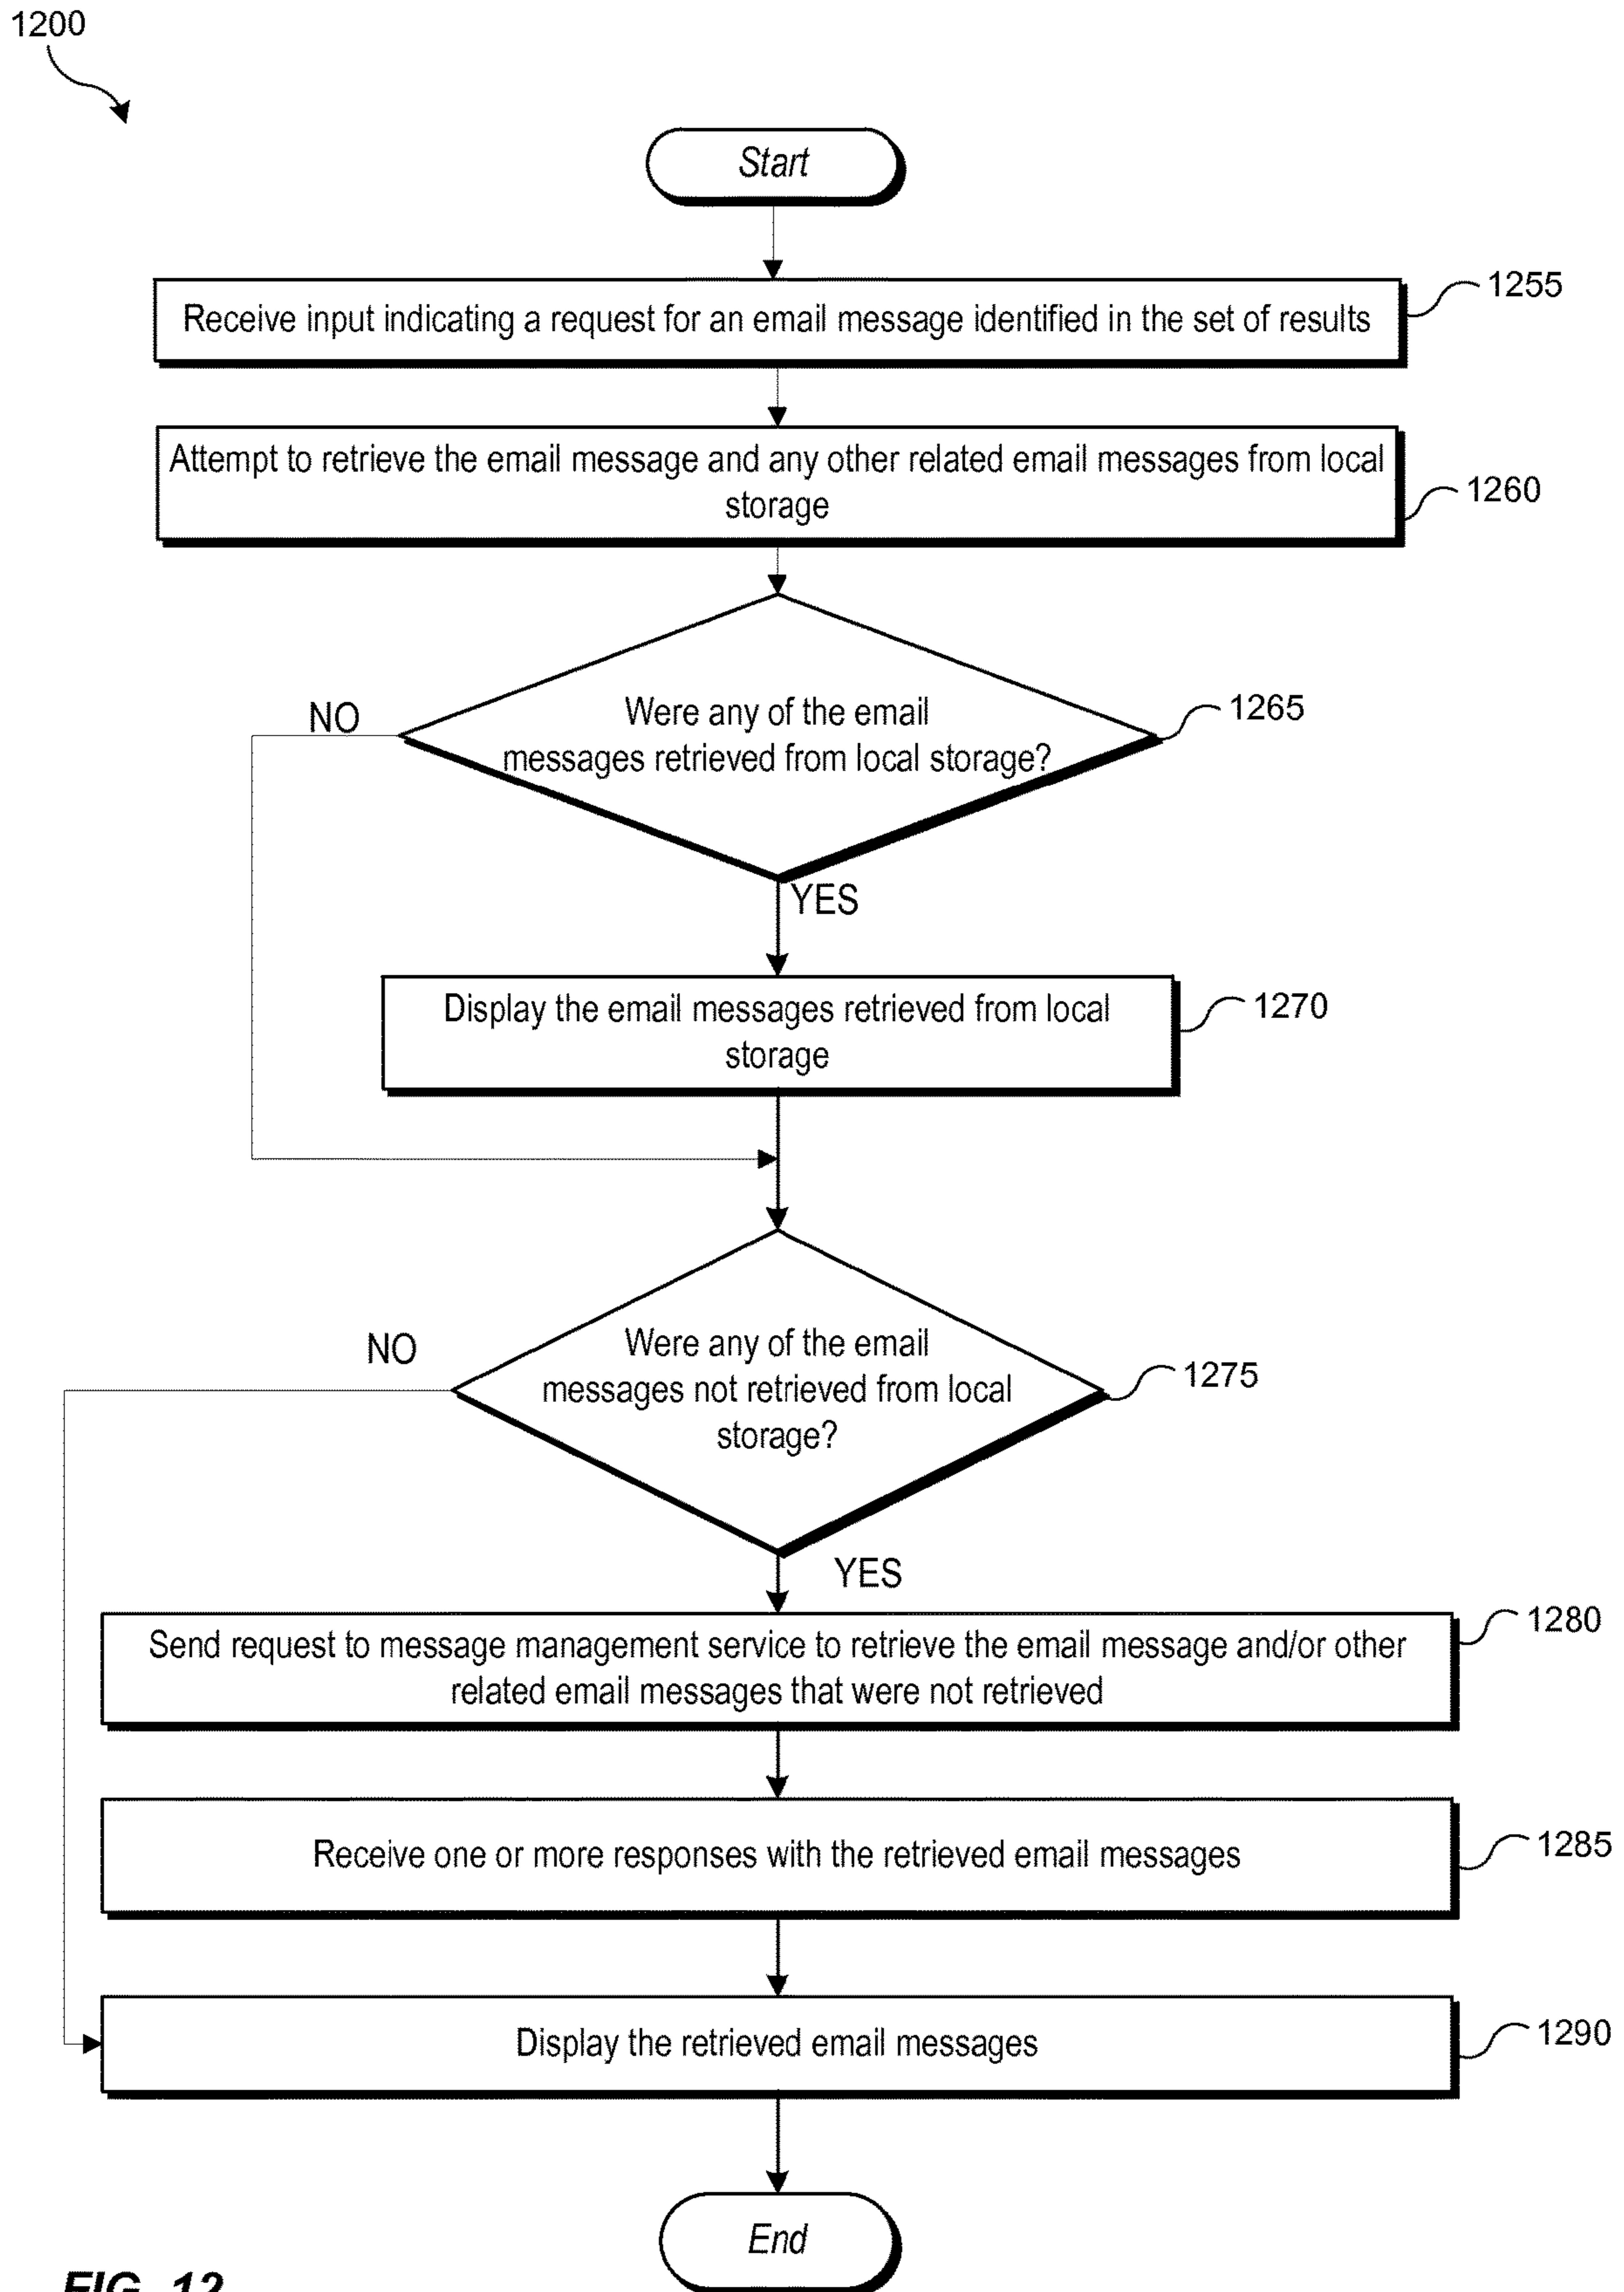 1200
Start
Receive input indicating a request for an email message identified in the set of results
1255
Attempt to retrieve the email message and any other related email messages from local
storage
1260
Were any of the email
messages retrieved from local storage?
1265
NO
YES
Display the email messages retrieved from local
storage
1270
Were any of the email
messages not retrieved from local
storage?
1275
NO
YES
Send request to message management service to retrieve the email message and/or other
related email messages that were not retrieved
1280
Receive one or more responses with the retrieved email messages
1285
Display the retrieved email messages
1290
End
FIG. 12